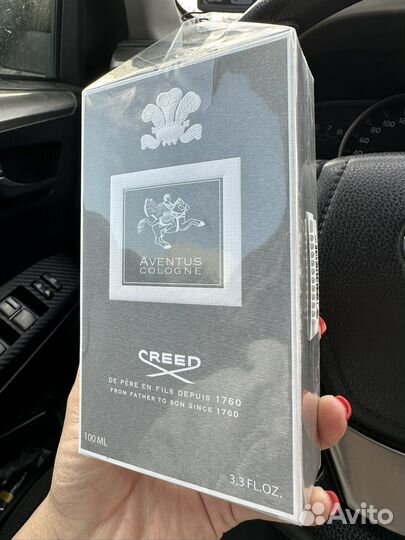 AVENTUS
COLOGNE
CREED
DE PÈRE EN FILS DEPUIS 1760
FROM FATHER TO SON SINCE 1760
100 ML
3,3 FL.OZ.
Avito